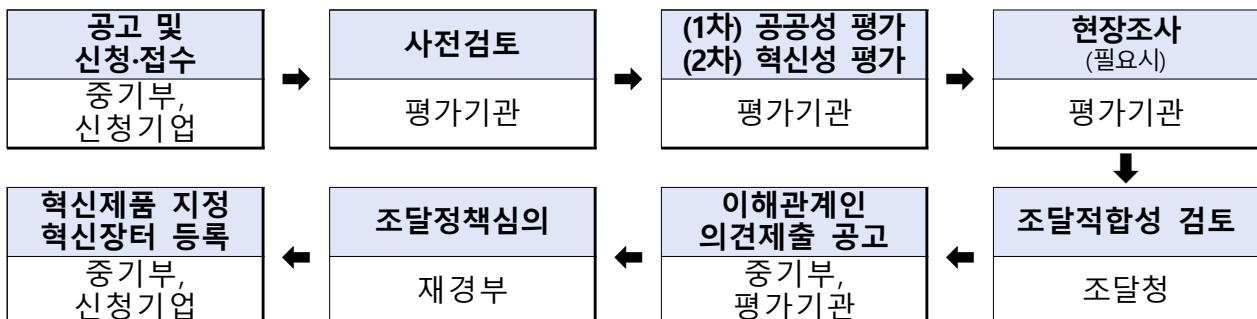 공고 및
신청·접수
중기부,
신청기업
사전검토
평가기관
(1차) 공공성 평가
(2차) 혁신성 평가
평가기관
현장조사
(필요시)
평가기관
조달적합성 검토
조달청
이해관계인
의견제출 공고
중기부,
평가기관
조달정책심의
재경부
혁신제품 지정
혁신장터 등록
중기부,
신청기업